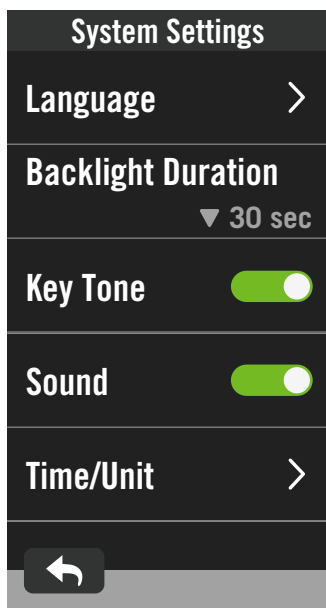 System Settings
Language
Backlight Duration
30 sec
Key Tone
Sound
Time/Unit